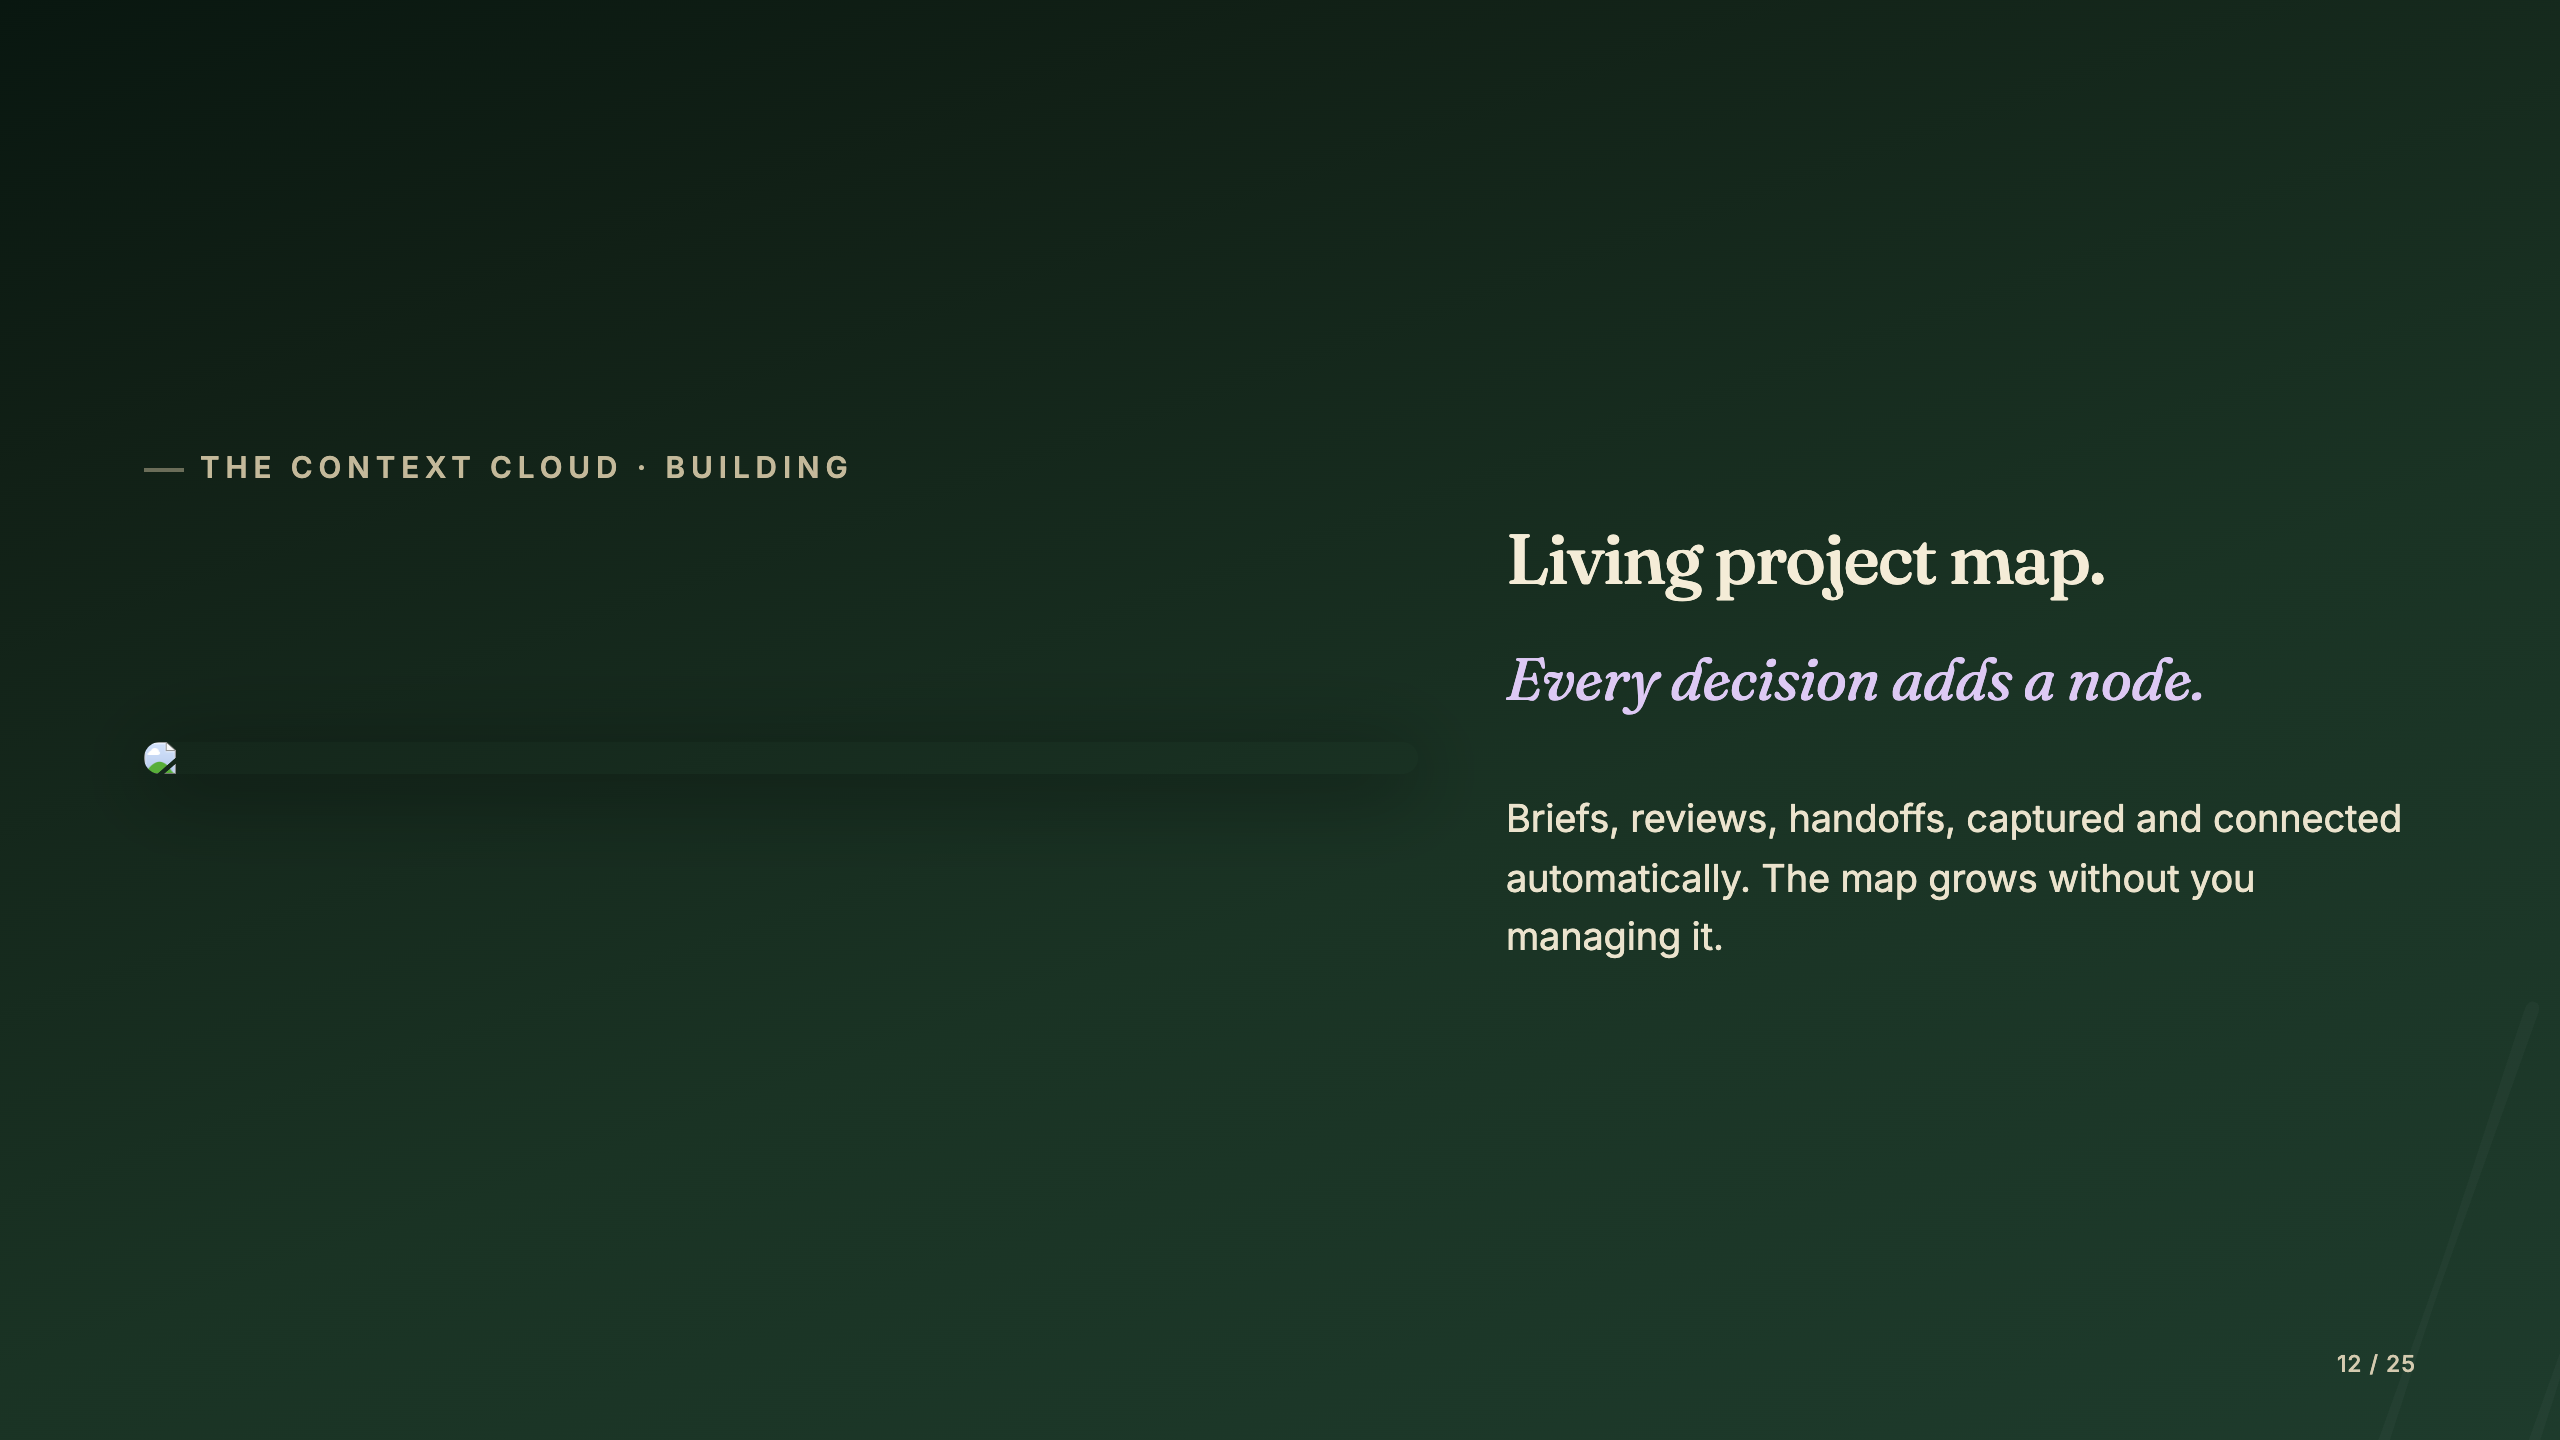 — THE CONTEXT CLOUD · BUILDING
Living project map.
Every decision adds a node.
Briefs, reviews, handoffs, captured and connected
automatically. The map grows without you
managing it.
12 / 25